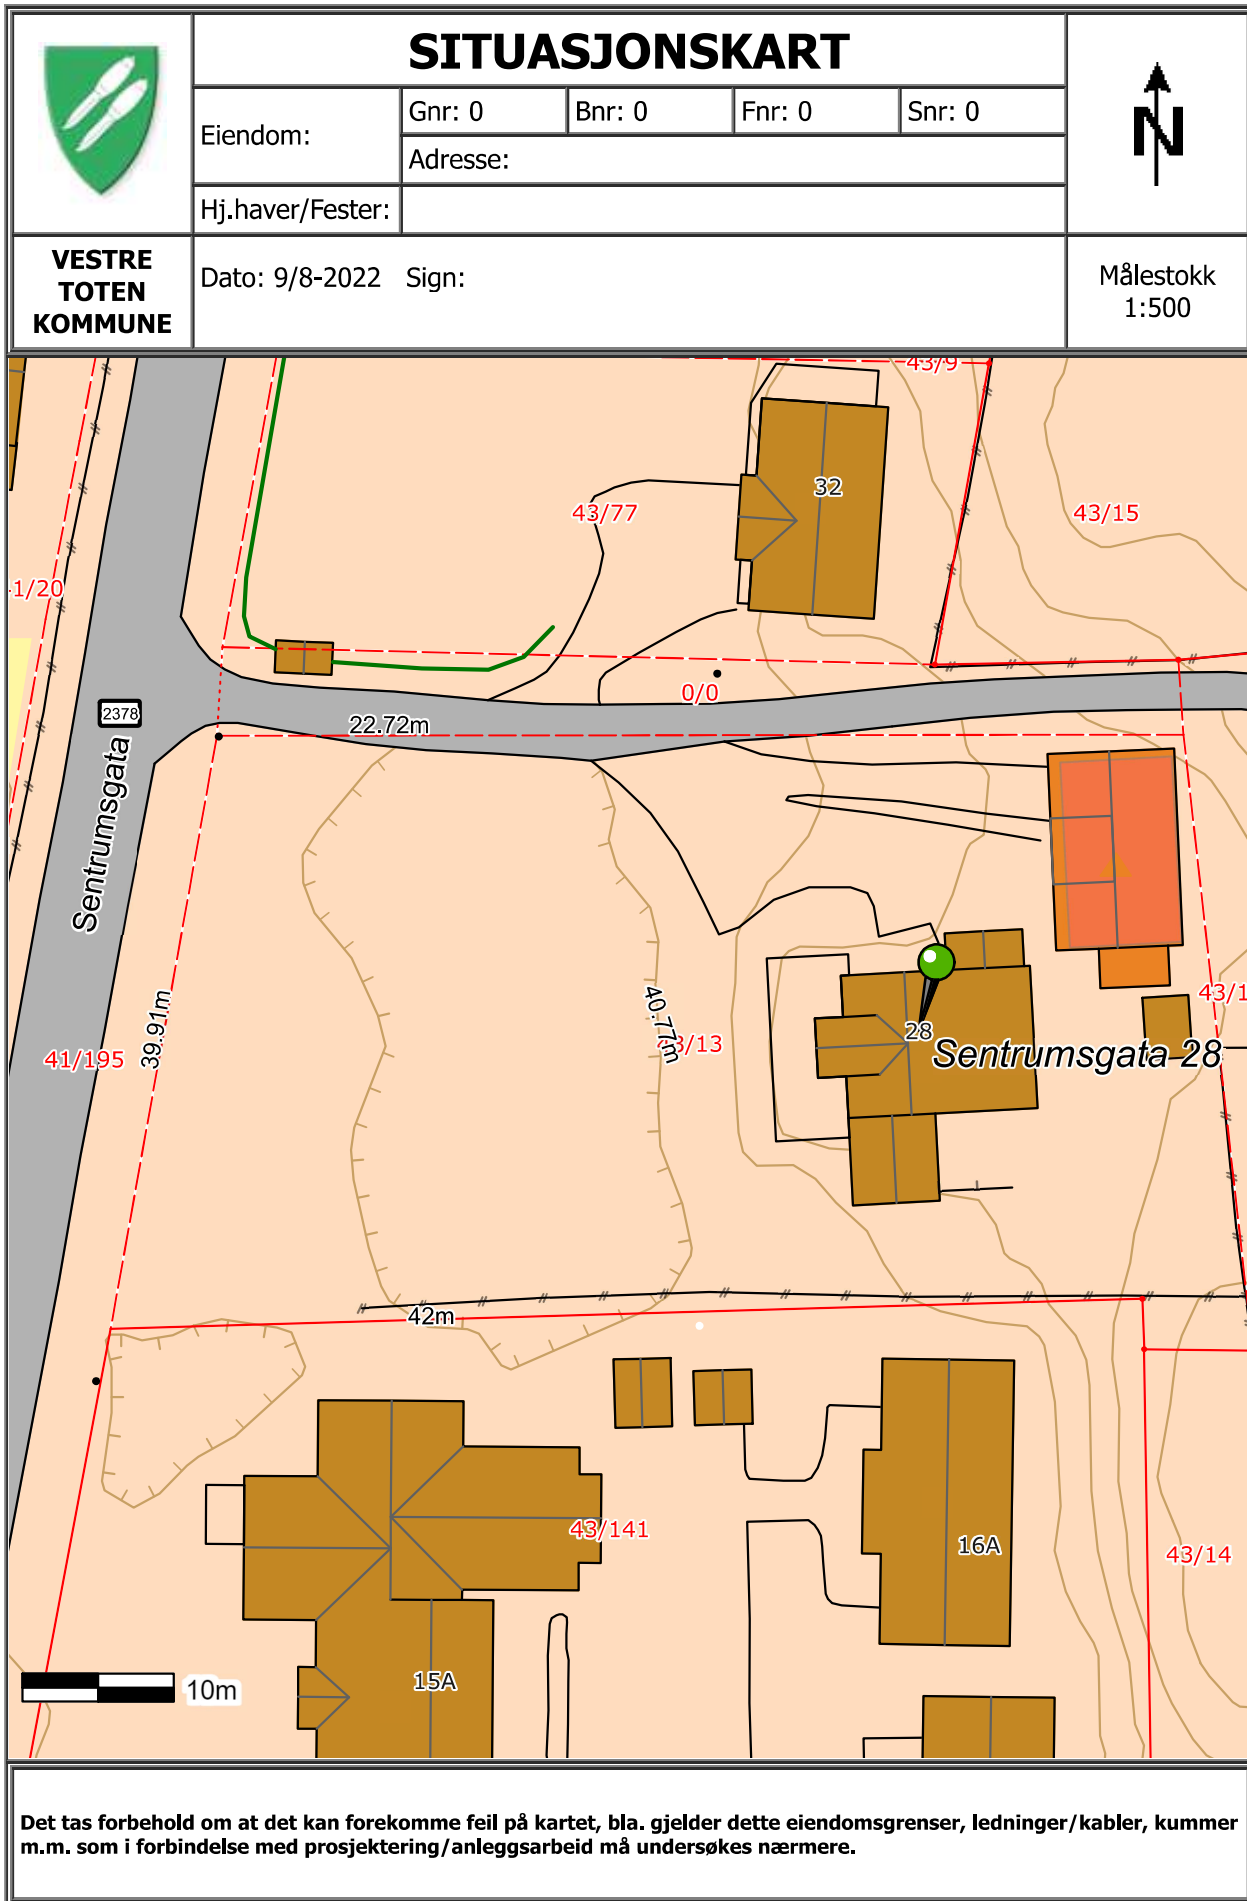 SITUASJONSKART
Eiendom:
Gnr: 0
Bnr: 0
Fnr: 0
Snr: 0
Adresse:
Hj.haver/Fester:
N
VESTRE
TOTEN
KOMMUNE
Dato: 9/8-2022 Sign:
Målestokk
1:500
43/9
32
43/77
43/15
1/20
0/0
2378
22.72m
Sentrumsgata
39.91m
40.77m
43/1
41/195
3/13
28
Sentrumsgata 28
42m
43/141
16A
43/14
15A
10m
Det tas forbehold om at det kan forekomme feil på kartet, bla. gjelder dette eiendomsgrenser, ledninger/kabler, kummer
m.m. som i forbindelse med prosjektering/anleggsarbeid må undersøkes nærmere.